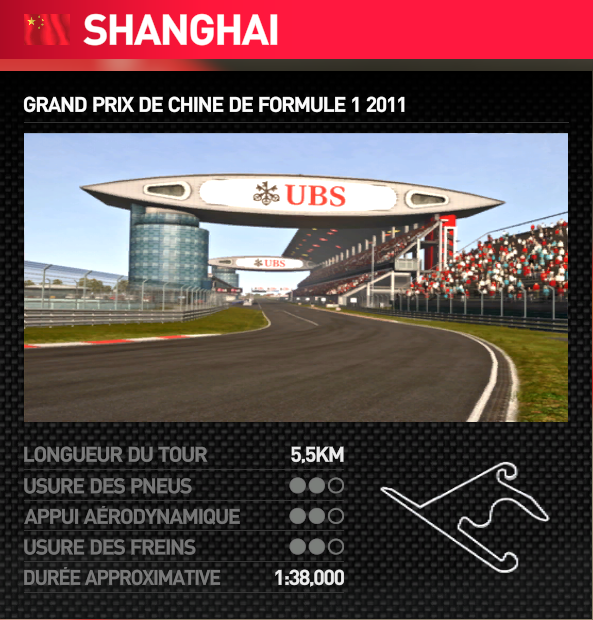 SHANGHAI
GRAND PRIX DE CHINE DE FORMULE 1 2011
UBS
UBS
LONGUEUR DU TOUR 5,5KM
USURE DES PNEUS
APPUI AÉRODYNAMIQUE
USURE DES FREINS
DURÉE APPROXIMATIVE 1:38,000